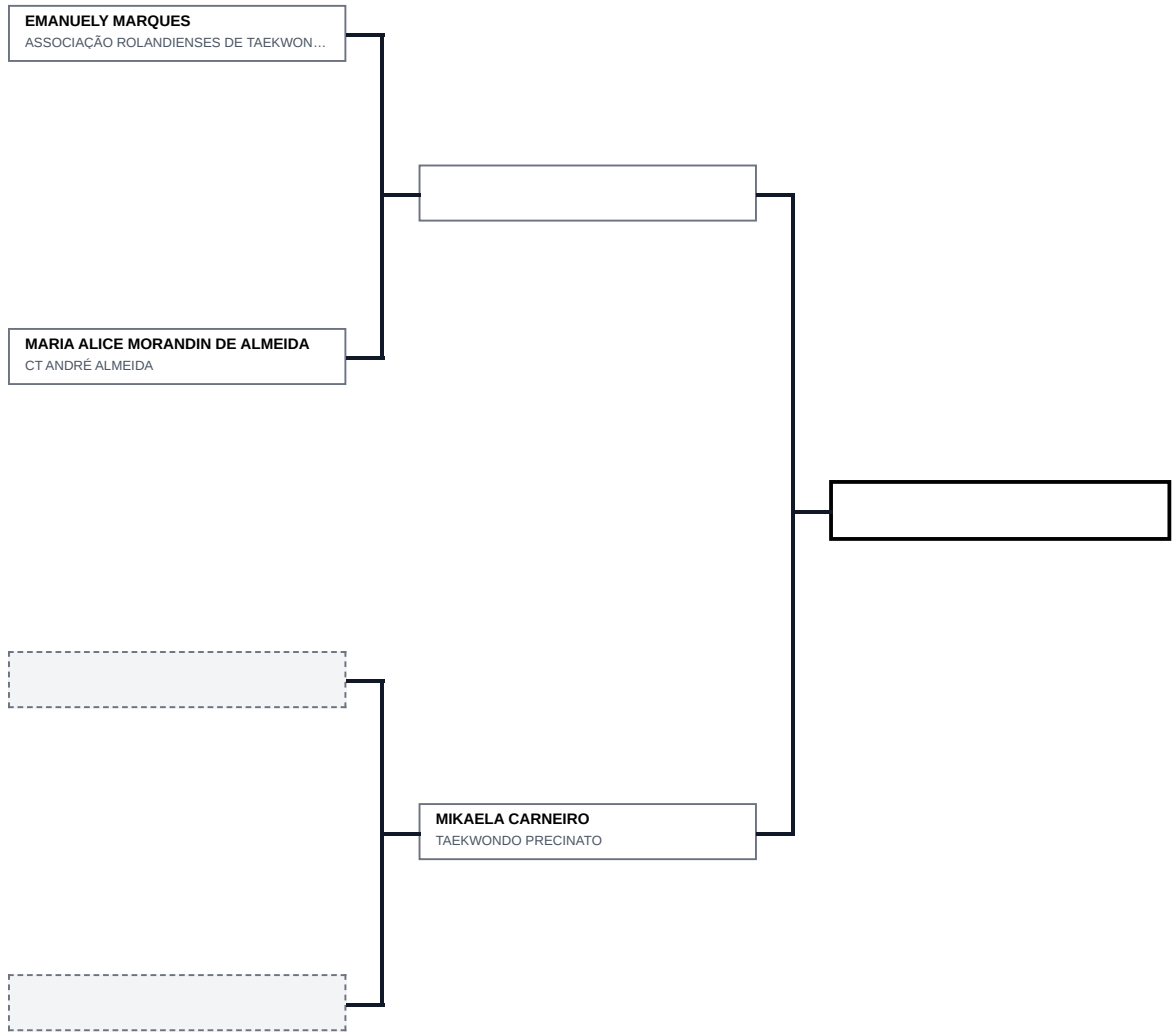 EMANUELY MARQUES
ASSOCIAÇÃO ROLANDIENSES DE TAEKWON…
MARIA ALICE MORANDIN DE ALMEIDA
CT ANDRÉ ALMEIDA
MIKAELA CARNEIRO
TAEKWONDO PRECINATO